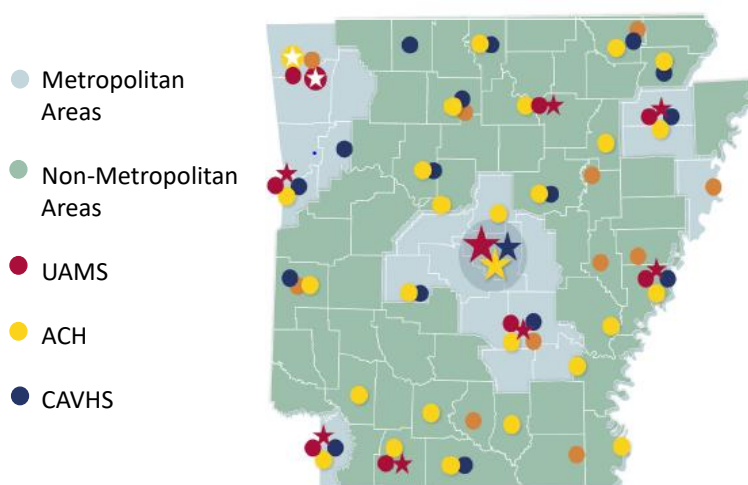 Metropolitan
Areas
Non-Metropolitan
Areas
UAMS
ACH
CAVHS